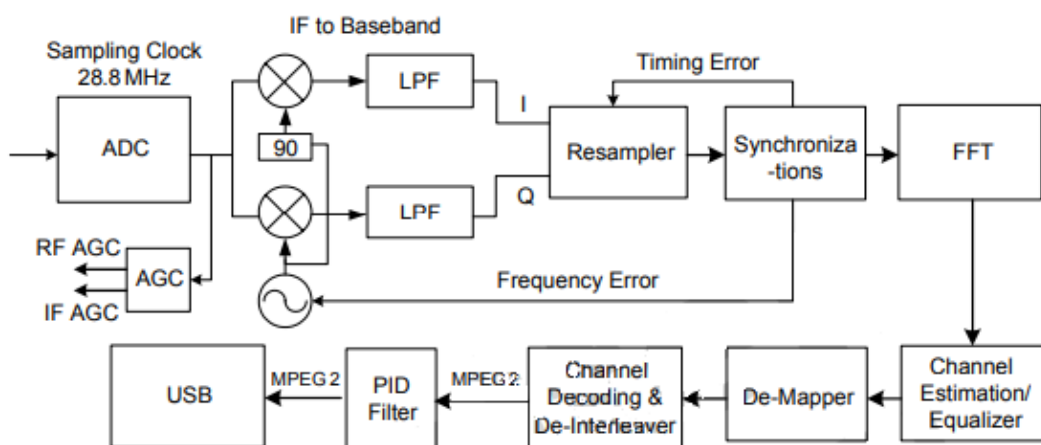 IF to Baseband
Sampling Clock
28.8 MHz
ADC
90
LPF
LPF
I
Q
Timing Error
Resampler
Synchroniza
-tions
FFT
RF AGC
IF AGC
AGC
Frequency Error
USB
MPEG 2
PID
Filter
MPEG 2
Channel
Decoding &
De-Interleaver
De-Mapper
Channel
Estimation/
Equalizer